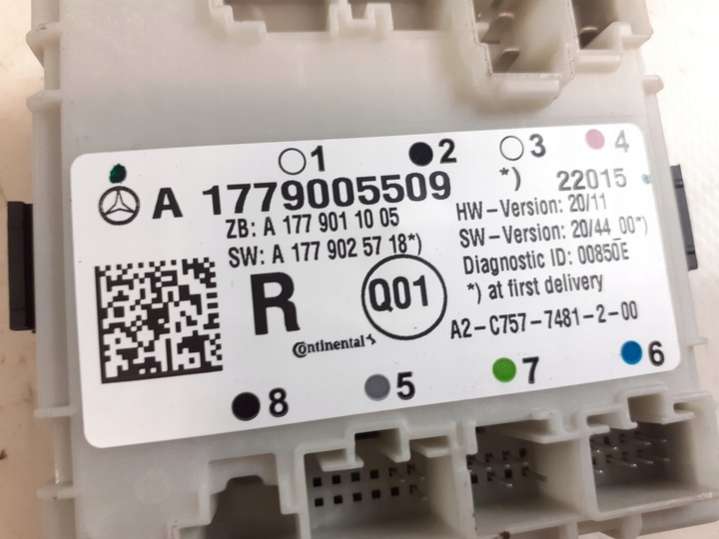 1 2 3 4
A 1779005509 *) 22015
ZB: A 177 901 10 05
SW: A 177 902 57 18*)
HW-Version: 20/11
SW-Version: 20/44 00*)
Diagnostic ID: 00850E
*) at first delivery
R Q01
Continental
A2-C757-7481-2-00
8 5 7 6